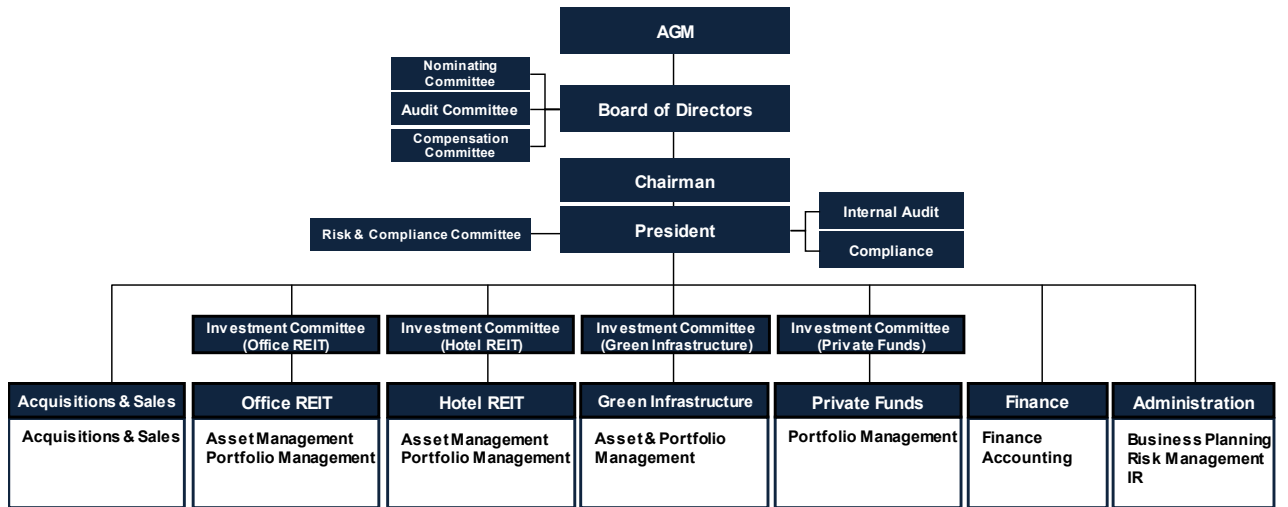 AGM
Nominating
Committee
Audit Committee
Compensation
Committee
Board of Directors
Chairman
President
Risk & Compliance Committee
Internal Audit
Compliance
Investment Committee
(Office REIT)
Investment Committee
(Hotel REIT)
Investment Committee
(Green Infrastructure)
Investment Committee
(Private Funds)
Acquisitions & Sales
Acquisitions & Sales
Office REIT
Asset Management
Portfolio Management
Hotel REIT
Asset Management
Portfolio Management
Green Infrastructure
Asset & Portfolio
Management
Private Funds
Portfolio Management
Finance
Finance
Accounting
Administration
Business Planning
Risk Management
IR